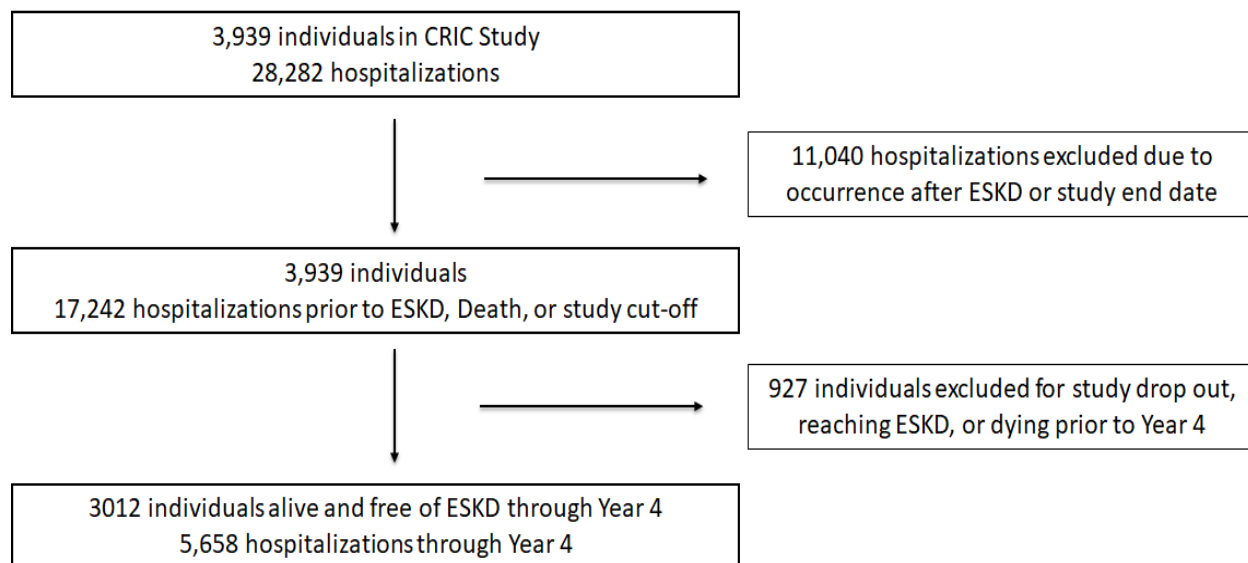 3,939 individuals in CRIC Study
28,282 hospitalizations
11,040 hospitalizations excluded due to
occurrence after ESKD or study end date
3,939 individuals
17,242 hospitalizations prior to ESKD, Death, or study cut-off
927 individuals excluded for study drop out,
reaching ESKD, or dying prior to Year 4
3012 individuals alive and free of ESKD through Year 4
5,658 hospitalizations through Year 4